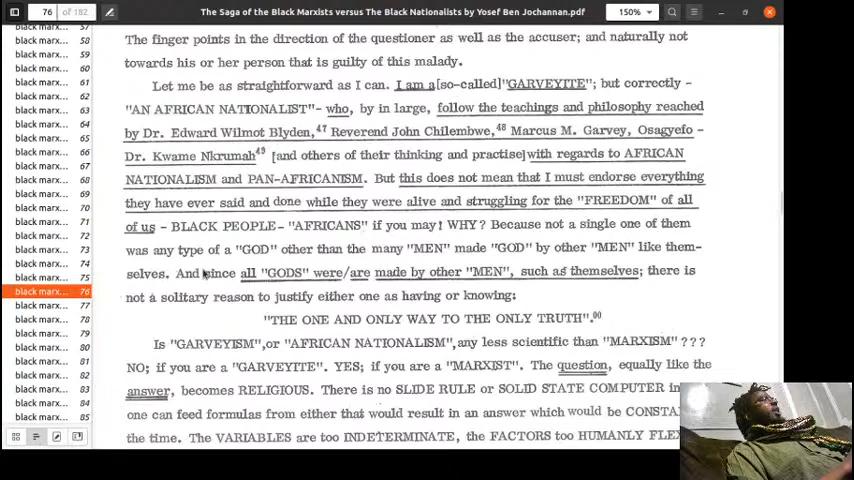 76 of 182
The Saga of the Black Marxists versus The Black Nationalists by Yosef Ben Jochannan.pdf
150%
black marx... 57
black marx... 58
black marx... 59
black marx... 60
black marx... 61
black marx... 62
black marx... 63
black marx... 64
black marx... 65
black marx... 66
black marx... 67
black marx... 68
black marx... 69
black marx... 70
black marx... 71
black marx... 72
black marx... 73
black marx... 74
black marx... 75
black marx... 76
black marx... 77
black marx... 78
black marx... 79
black marx... 80
black marx... 81
black marx... 82
black marx... 83
black marx... 84
black marx... 85
The finger points in the direction of the questioner as well as the accuser; and naturally not
towards his or her person that is guilty of this malady.
Let me be as straightforward as I can. I am a[so-called]"GARVEYITE"; but correctly -
"AN AFRICAN NATIONALIST"- who, by in large, follow the teachings and philosophy reached
by Dr. Edward Wilmot Blyden,47 Reverend John Chilembwe,48 Marcus M. Garvey, Osagyefo -
Dr. Kwame Nkrumah49 [and others of their thinking and practise]with regards to AFRICAN
NATIONALISM and PAN-AFRICANISM. But this does not mean that I must endorse everything
they have ever said and done while they were alive and struggling for the "FREEDOM" of all
of us - BLACK PEOPLE- "AFRICANS" if you may! WHY? Because not a single one of them
was any type of a "GOD" other than the many "MEN" made "GOD" by other "MEN" like them-
selves. And since all "GODS" were/are made by other "MEN", such as themselves; there is
not a solitary reason to justify either one as having or knowing:
"THE ONE AND ONLY WAY TO THE ONLY TRUTH".
Is "GARVEYISM", or "AFRICAN NATIONALISM", any less scientific than "MARXISM" ???
NO; if you are a "GARVEYITE". YES; if you are a "MARXIST". The question, equally like the
answer, becomes RELIGIOUS. There is no SLIDE RULE or SOLID STATE COMPUTER in
one can feed formulas from either that would result in an answer which would be
the time. The VARIABLES are too INDETERMINATE, the FACTORS too HUMANLY